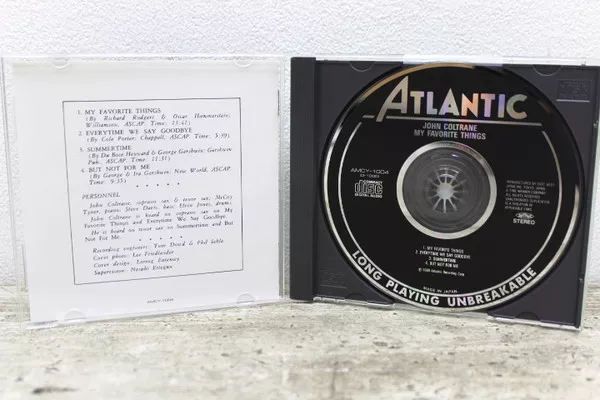 1. MY FAVORITE THINGS
(By Richard Rodgers & Oscar Hammerstein;
Williamson, ASCAP. Time: 13:41)
2. EVERYTIME WE SAY GOODBYE
(By Cole Porter; Chappell, ASCAP. Time: 5:39)
3. SUMMERTIME
(By Du Bose Heyward & George Gershwin; Gershwin
Pub., ASCAP. Time: 11:31)
4. BUT NOT FOR ME
(By George & Ira Gershwin; New World, ASCAP.
Time: 9:35)
PERSONNEL
John Coltrane, soprano sax & tenor sax; McCoy
Tyner, piano; Steve Davis, bass; Elvin Jones, drums.
John Coltrane is heard on soprano sax on My
Favorite Things and Everytime We Say Goodbye.
He is heard on tenor sax on Summertime and But
Not For Me.
Recording engineers: Tom Dowd & Phil Iehle
Cover photo: Lee Friedlander
Cover design: Loring Eutemey
Supervision: Nesuhi Ertegun
AMCY-1004
ATLANTIC
JOHN COLTRANE
MY FAVORITE THINGS
AMCY-1004
COMPACT
disc
DIGITAL AUDIO
STEREO
1. MY FAVORITE THINGS
2. EVERYTIME WE SAY GOODBYE
3. SUMMERTIME
4. BUT NOT FOR ME
LONG PLAYING UNBREAKABLE
MADE IN JAPAN